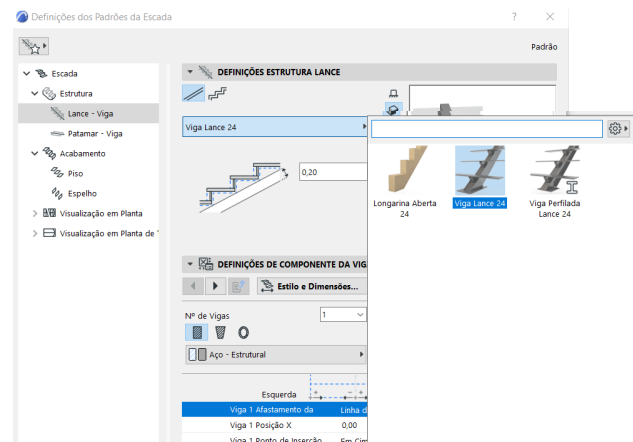 Definições dos Padrões da Escada
Padrão
Escada
Estrutura
Lance - Viga
Patamar - Viga
Acabamento
Piso
Espelho
Visualização em Planta
Visualização em Planta de
DEFINIÇÕES ESTRUTURA LANCE
Viga Lance 24
0,20
Longarina Aberta
24
Viga Lance 24
Viga Perfilada
Lance 24
DEFINIÇÕES DE COMPONENTE DA VIG
Estilo e Dimensões...
Nº de Vigas
1
Aço - Estrutural
Esquerda
Viga 1 Afastamento da
Linha d
Viga 1 Posição X
0,00
Viga 1 Ponto de Inserção
Em Cim